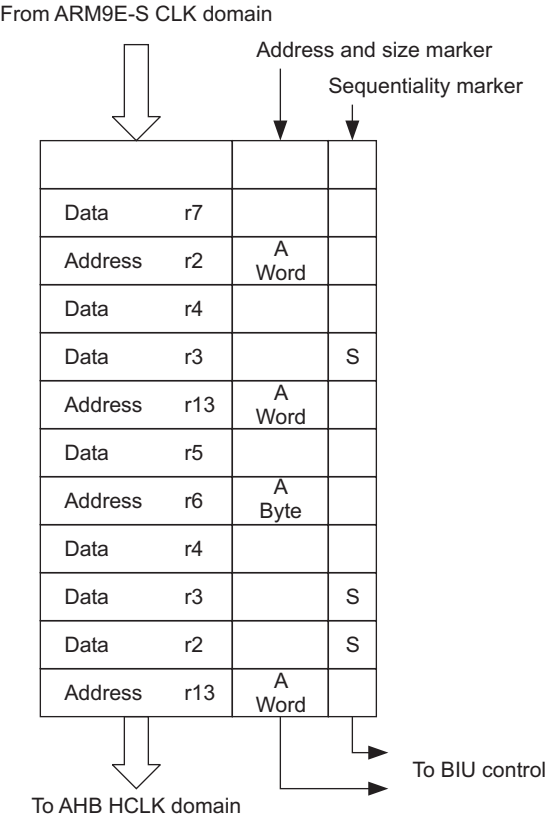 From ARM9E-S CLK domain
Address and size marker
Sequentiality marker
Data r7
Address r2 A Word
Data r4
Data r3 S
Address r13 A Word
Data r5
Address r6 A Byte
Data r4
Data r3 S
Data r2 S
Address r13 A Word
To BIU control
To AHB HCLK domain